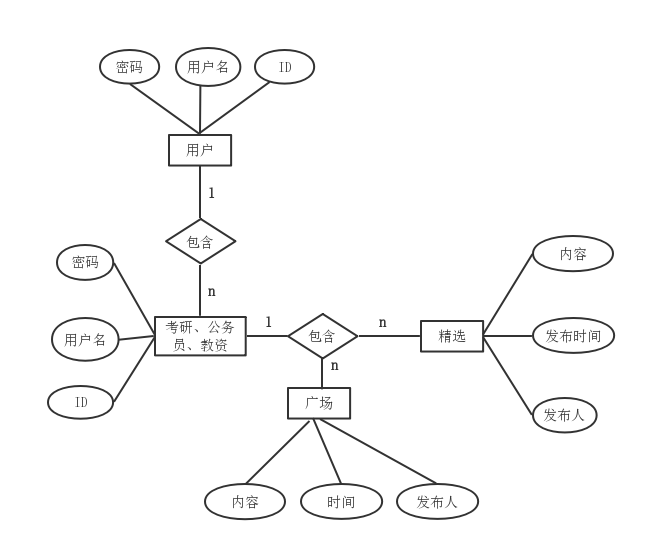 密码
用户名
ID
用户
1
包含
n
密码
用户名
ID
考研、公务
员、教资
1
包含
n
n
精选
内容
发布时间
发布人
广场
内容
时间
发布人